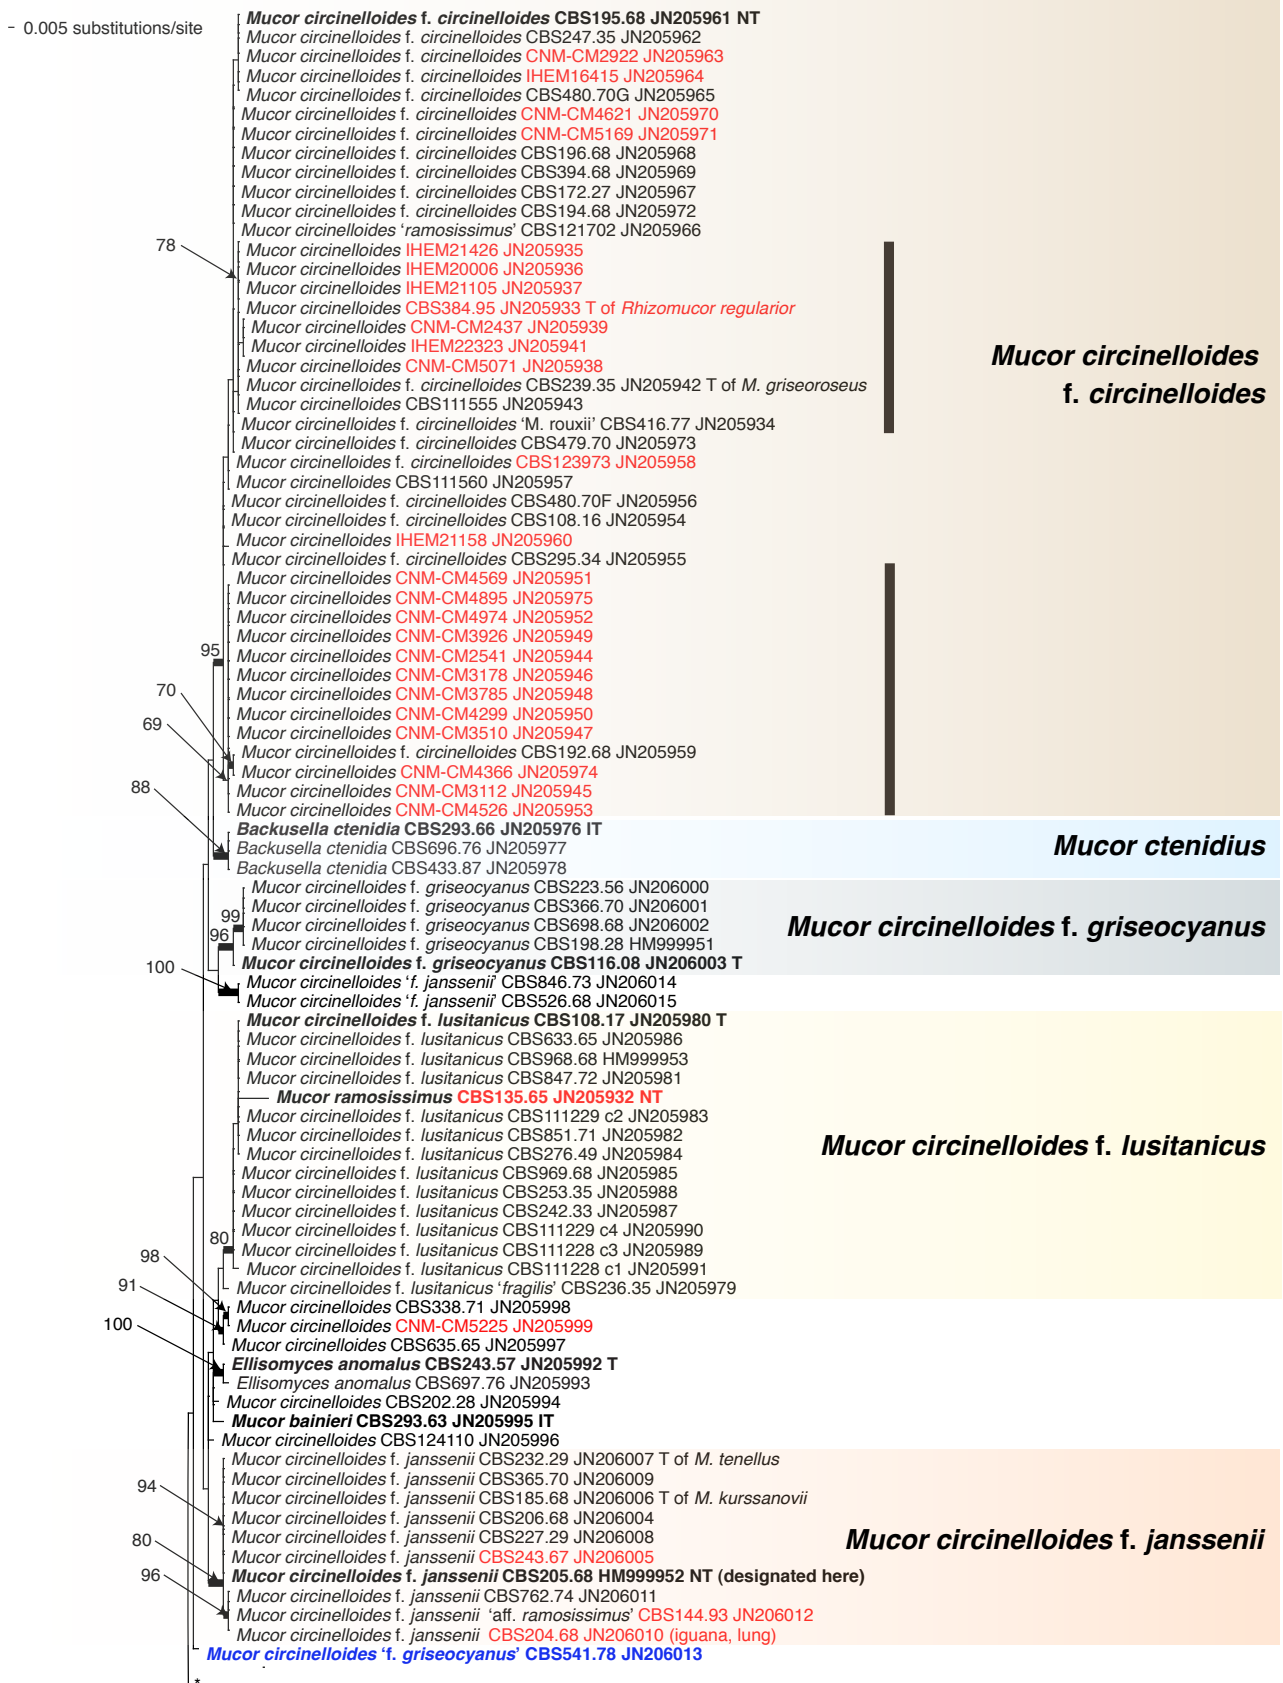 Mucor circinelloides f. circinelloides CBS195.68 JN205961 NT
0.005 substitutions/site
Mucor circinelloides f. circinelloides CBS247.35 JN205962
Mucor circinelloides f. circinelloides CNM-CM2922 JN205963
Mucor circinelloides f. circinelloides IHEM16415 JN205964
Mucor circinelloides f. circinelloides CBS480.70G JN205965
Mucor circinelloides f. circinelloides CNM-CM4621 JN205970
Mucor circinelloides f. circinelloides CNM-CM5169 JN205971
Mucor circinelloides f. circinelloides CBS196.68 JN205968
Mucor circinelloides f. circinelloides CBS394.68 JN205969
Mucor circinelloides f. circinelloides CBS172.27 JN205967
Mucor circinelloides f. circinelloides CBS194.68 JN205972
Mucor circinelloides ‘ramosissimus’ CBS121702 JN205966
78
Mucor circinelloides IHEM21426 JN205935
Mucor circinelloides IHEM20006 JN205936
Mucor circinelloides IHEM21105 JN205937
Mucor circinelloides CBS384.95 JN205933 T of Rhizomucor regularior
Mucor circinelloides CNM-CM2437 JN205939
Mucor circinelloides IHEM22323 JN205941
Mucor circinelloides CNM-CM5071 JN205938
Mucor circinelloides f. circinelloides CBS239.35 JN205942 T of M. griseoroseus
Mucor circinelloides CBS111555 JN205943
Mucor circinelloides f. circinelloides ‘M. rouxii’ CBS416.77 JN205934
Mucor circinelloides
f. circinelloides
Mucor circinelloides f. circinelloides CBS479.70 JN205973
Mucor circinelloides f. circinelloides CBS123973 JN205958
Mucor circinelloides CBS111560 JN205957
Mucor circinelloides f. circinelloides CBS480.70F JN205956
Mucor circinelloides f. circinelloides CBS108.16 JN205954
Mucor circinelloides IHEM21158 JN205960
Mucor circinelloides f. circinelloides CBS295.34 JN205955
Mucor circinelloides CNM-CM4569 JN205951
Mucor circinelloides CNM-CM4895 JN205975
Mucor circinelloides CNM-CM4974 JN205952
Mucor circinelloides CNM-CM3926 JN205949
95
Mucor circinelloides CNM-CM2541 JN205944
Mucor circinelloides CNM-CM3178 JN205946
70
Mucor circinelloides CNM-CM3785 JN205948
Mucor circinelloides CNM-CM4299 JN205950
69
Mucor circinelloides CNM-CM3510 JN205947
Mucor circinelloides f. circinelloides CBS192.68 JN205959
Mucor circinelloides CNM-CM4366 JN205974
88
Mucor circinelloides CNM-CM3112 JN205945
Mucor circinelloides CNM-CM4526 JN205953
Backusella ctenidia CBS293.66 JN205976 IT
Backusella ctenidia CBS696.76 JN205977
Mucor ctenidius
Backusella ctenidia CBS433.87 JN205978
Mucor circinelloides f. griseocyanus CBS223.56 JN206000
Mucor circinelloides f. griseocyanus CBS366.70 JN206001
99
Mucor circinelloides f. griseocyanus CBS698.68 JN206002
Mucor circinelloides f. griseocyanus
96
Mucor circinelloides f. griseocyanus CBS198.28 HM999951
Mucor circinelloides f. griseocyanus CBS116.08 JN206003 T
100
Mucor circinelloides ‘f. janssenii’ CBS846.73 JN206014
Mucor circinelloides ‘f. janssenii’ CBS526.68 JN206015
Mucor circinelloides f. lusitanicus CBS108.17 JN205980 T
Mucor circinelloides f. lusitanicus CBS633.65 JN205986
Mucor circinelloides f. lusitanicus CBS968.68 HM999953
Mucor circinelloides f. lusitanicus CBS847.72 JN205981
Mucor ramosissimus CBS135.65 JN205932 NT
Mucor circinelloides f. lusitanicus CBS111229 c2 JN205983
Mucor circinelloides f. lusitanicus CBS851.71 JN205982
Mucor circinelloides f. lusitanicus
Mucor circinelloides f. lusitanicus CBS276.49 JN205984
Mucor circinelloides f. lusitanicus CBS969.68 JN205985
Mucor circinelloides f. lusitanicus CBS253.35 JN205988
Mucor circinelloides f. lusitanicus CBS242.33 JN205987
Mucor circinelloides f. lusitanicus CBS111229 c4 JN205990
80
Mucor circinelloides f. lusitanicus CBS111228 c3 JN205989
98
Mucor circinelloides f. lusitanicus CBS111228 c1 JN205991
91
Mucor circinelloides f. lusitanicus ‘fragilis’ CBS236.35 JN205979
Mucor circinelloides CBS338.71 JN205998
100
Mucor circinelloides CNM-CM5225 JN205999
Mucor circinelloides CBS635.65 JN205997
Ellisomyces anomalus CBS243.57 JN205992 T
Ellisomyces anomalus CBS697.76 JN205993
Mucor circinelloides CBS202.28 JN205994
Mucor bainieri CBS293.63 JN205995 IT
Mucor circinelloides CBS124110 JN205996
Mucor circinelloides f. janssenii CBS232.29 JN206007 T of M. tenellus
Mucor circinelloides f. janssenii CBS365.70 JN206009
94
Mucor circinelloides f. janssenii CBS185.68 JN206006 T of M. kurssanovii
Mucor circinelloides f. janssenii CBS206.68 JN206004
80
Mucor circinelloides f. janssenii CBS227.29 JN206008
Mucor circinelloides f. janssenii
Mucor circinelloides f. janssenii CBS243.67 JN206005
96
Mucor circinelloides f. janssenii CBS205.68 HM999952 NT (designated here)
Mucor circinelloides f. janssenii CBS762.74 JN206011
Mucor circinelloides f. janssenii ‘aff. ramosissimus’ CBS144.93 JN206012
Mucor circinelloides f. janssenii CBS204.68 JN206010 (iguana, lung)
Mucor circinelloides ‘f. griseocyanus’ CBS541.78 JN206013
*